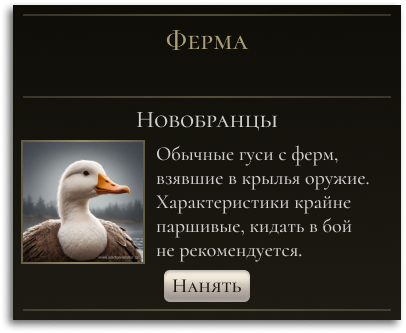 Ферма
Новобранцы
Обычные гуси с ферм,
взявшие в крылья оружие.
Характеристики крайне
паршивые, кидать в бой
не рекомендуется.
Нанять